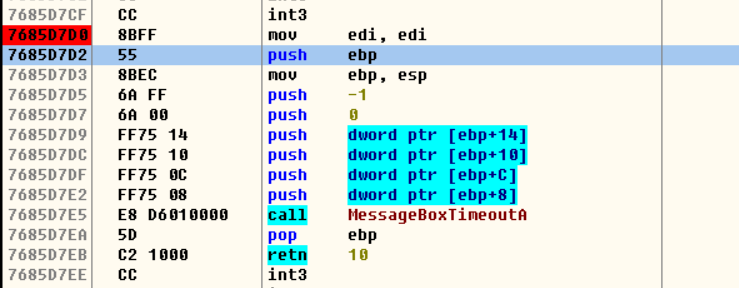 7685D7CF CC int3
7685D7D0 8BFF mov edi, edi
7685D7D2 55 push ebp
7685D7D3 8BEC mov ebp, esp
7685D7D5 6A FF push -1
7685D7D7 6A 00 push 0
7685D7D9 FF75 14 push dword ptr [ebp+14]
7685D7DC FF75 10 push dword ptr [ebp+10]
7685D7DF FF75 0C push dword ptr [ebp+C]
7685D7E2 FF75 08 push dword ptr [ebp+8]
7685D7E5 E8 D6010000 call MessageBoxTimeoutA
7685D7EA 5D pop ebp
7685D7EB C2 1000 retn 10
7685D7EE CC int3